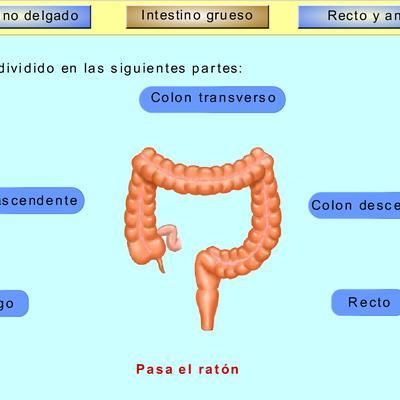 no delgado
Intestino grueso
Recto y an
dividido en las siguientes partes:
Colon transverso
ascendente
Colon desce
go
Recto
Pasa el ratón